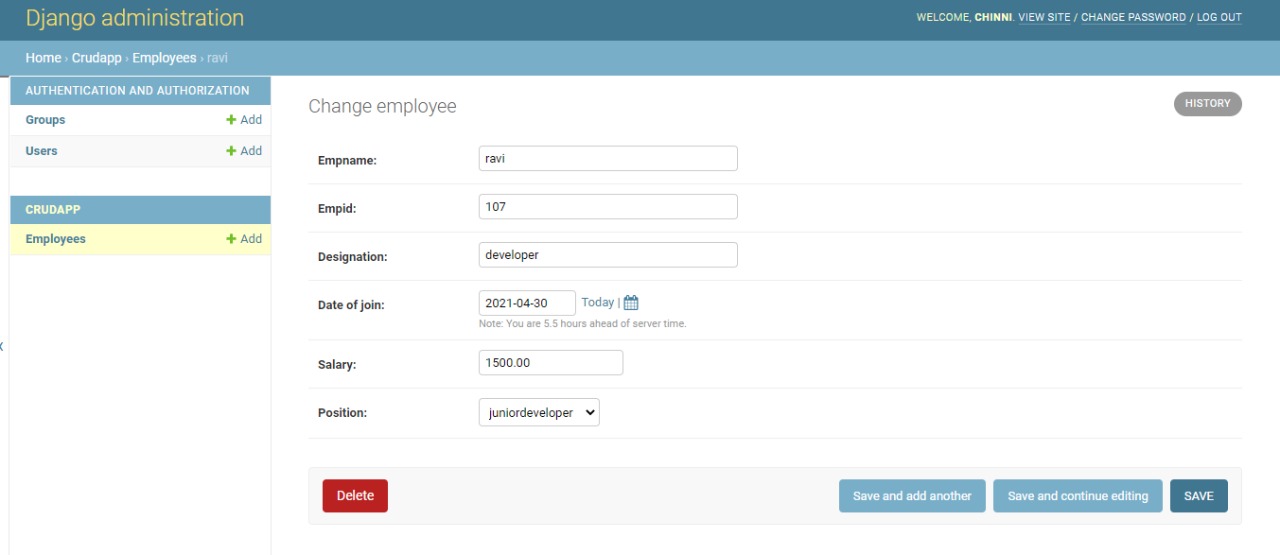 Django administration
WELCOME, CHINNI. VIEW SITE / CHANGE PASSWORD / LOG OUT
Home › Crudapp › Employees › ravi
AUTHENTICATION AND AUTHORIZATION
Groups + Add
Users + Add
CRUDAPP
Employees + Add
Change employee
HISTORY
Empname: ravi
Empid: 107
Designation: developer
Date of join: 2021-04-30 Today |
Note: You are 5.5 hours ahead of server time.
Salary: 1500.00
Position: juniordeveloper
Delete Save and add another Save and continue editing SAVE